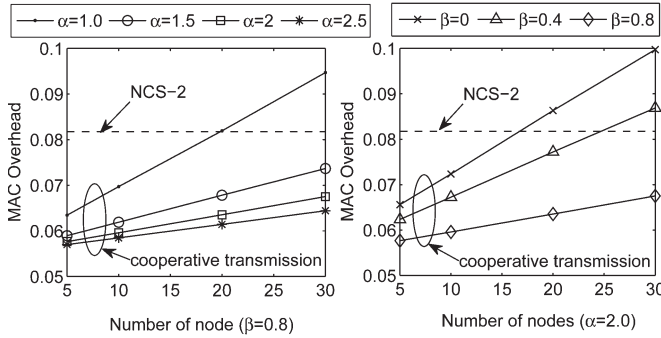 α=1.0 α=1.5 α=2 α=2.5
0.1
0.09
0.08
0.07
0.06
0.05
MAC Overhead
NCS−2
cooperative transmission
5 10 15 20 25 30
Number of node (β=0.8)
β=0 β=0.4 β=0.8
0.1
0.09
0.08
0.07
0.06
0.05
MAC Overhead
NCS−2
cooperative transmission
5 10 15 20 25 30
Number of nodes (α=2.0)